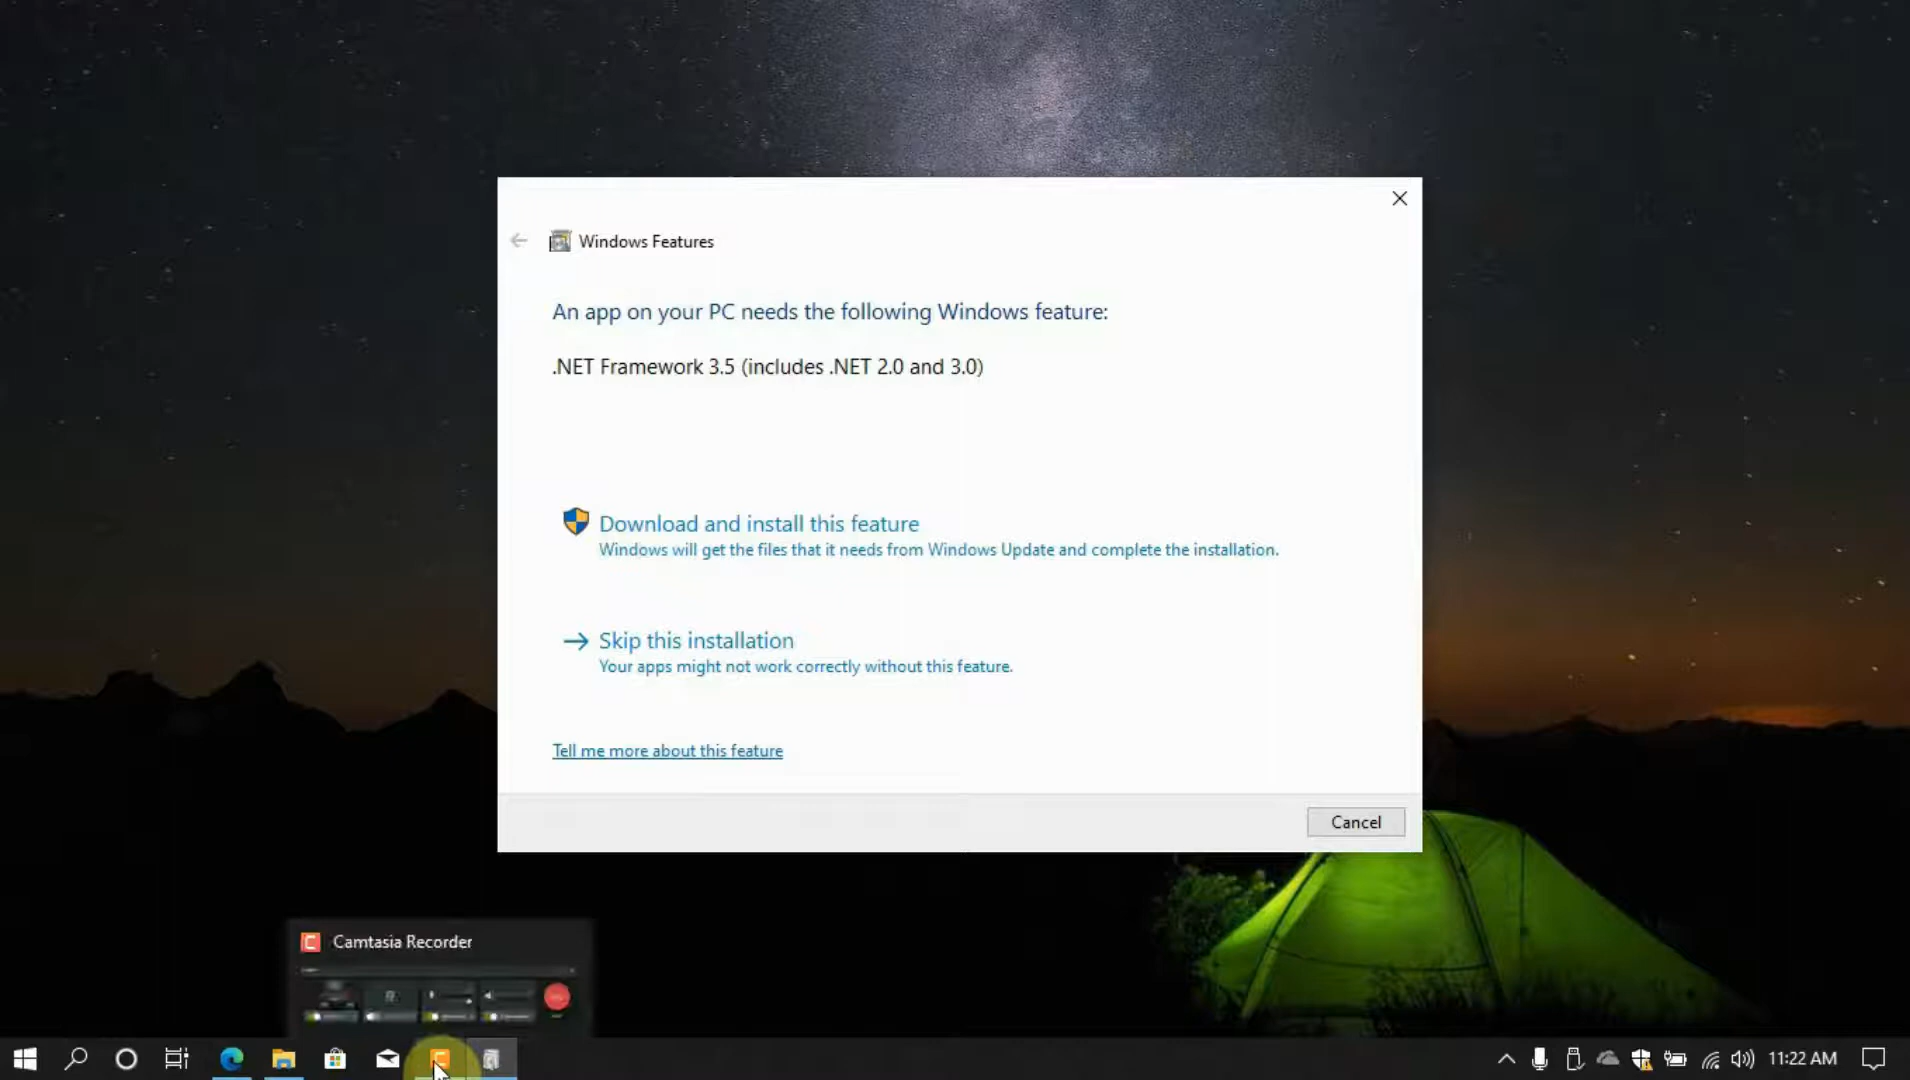 Windows Features
An app on your PC needs the following Windows feature:
.NET Framework 3.5 (includes .NET 2.0 and 3.0)
Download and install this feature
Windows will get the files that it needs from Windows Update and complete the installation.
Skip this installation
Your apps might not work correctly without this feature.
Tell me more about this feature
Cancel
Camtasia Recorder
11:22 AM